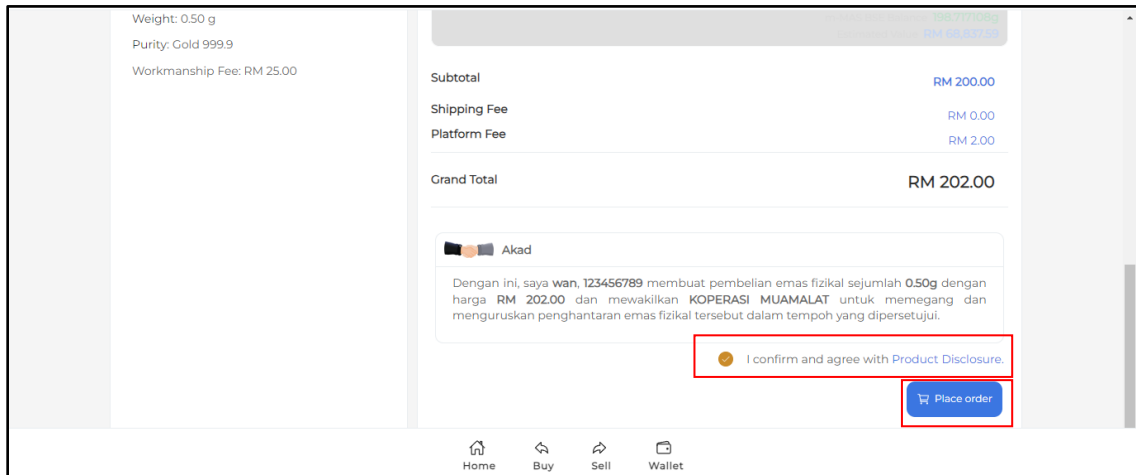 Weight: 0.50 g
Purity: Gold 999.9
Workmanship Fee: RM 25.00
RM 68,837.59
Subtotal
RM 200.00
Shipping Fee
RM 0.00
Platform Fee
RM 2.00
Grand Total
RM 202.00
Akad
Dengan ini, saya wan, 123456789 membuat pembelian emas fizikal sejumlah 0.50g dengan
harga RM 202.00 dan mewakilkan KOPERASI MUAMALAT untuk memegang dan
menguruskan penghantaran emas fizikal tersebut dalam tempoh yang dipersetujui.
I confirm and agree with Product Disclosure.
Place order
Home Buy Sell Wallet